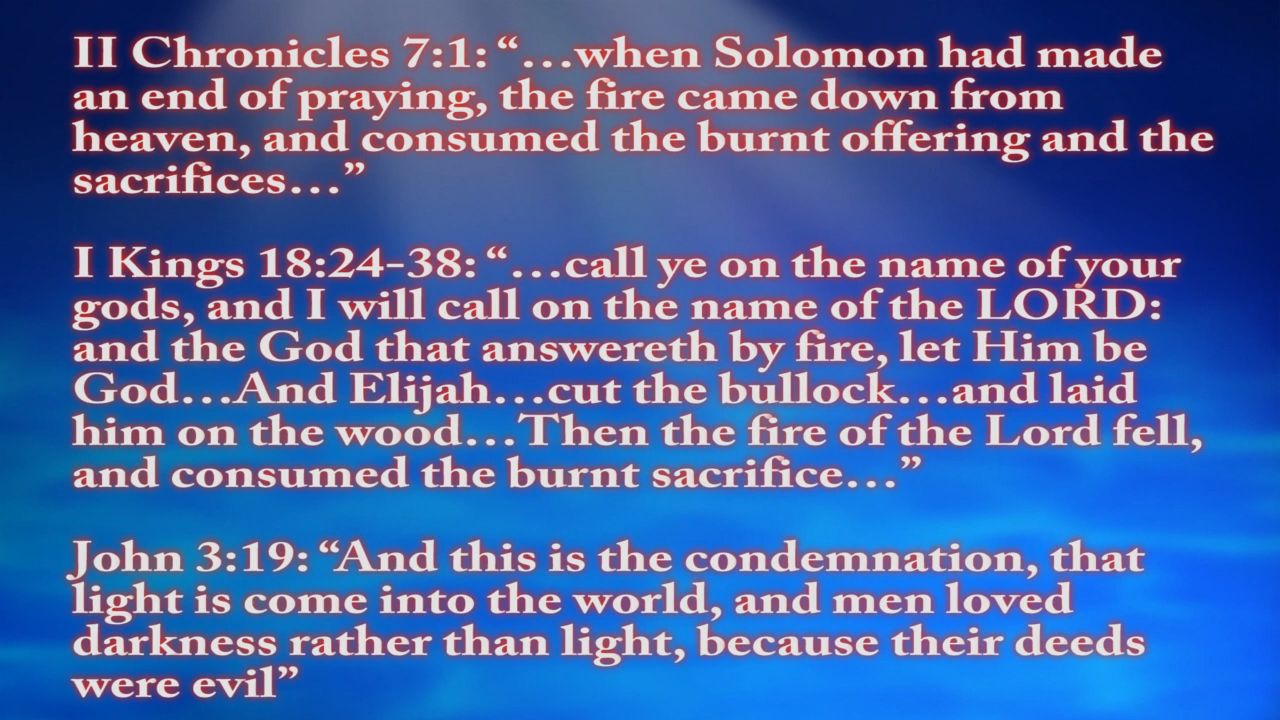 II Chronicles 7:1: “…when Solomon had made
an end of praying, the fire came down from
heaven, and consumed the burnt offering and the
sacrifices…”
I Kings 18:24-38: “…call ye on the name of your
gods, and I will call on the name of the LORD:
and the God that answereth by fire, let Him be
God…And Elijah…cut the bullock…and laid
him on the wood…Then the fire of the Lord fell,
and consumed the burnt sacrifice…”
John 3:19: “And this is the condemnation, that
light is come into the world, and men loved
darkness rather than light, because their deeds
were evil”